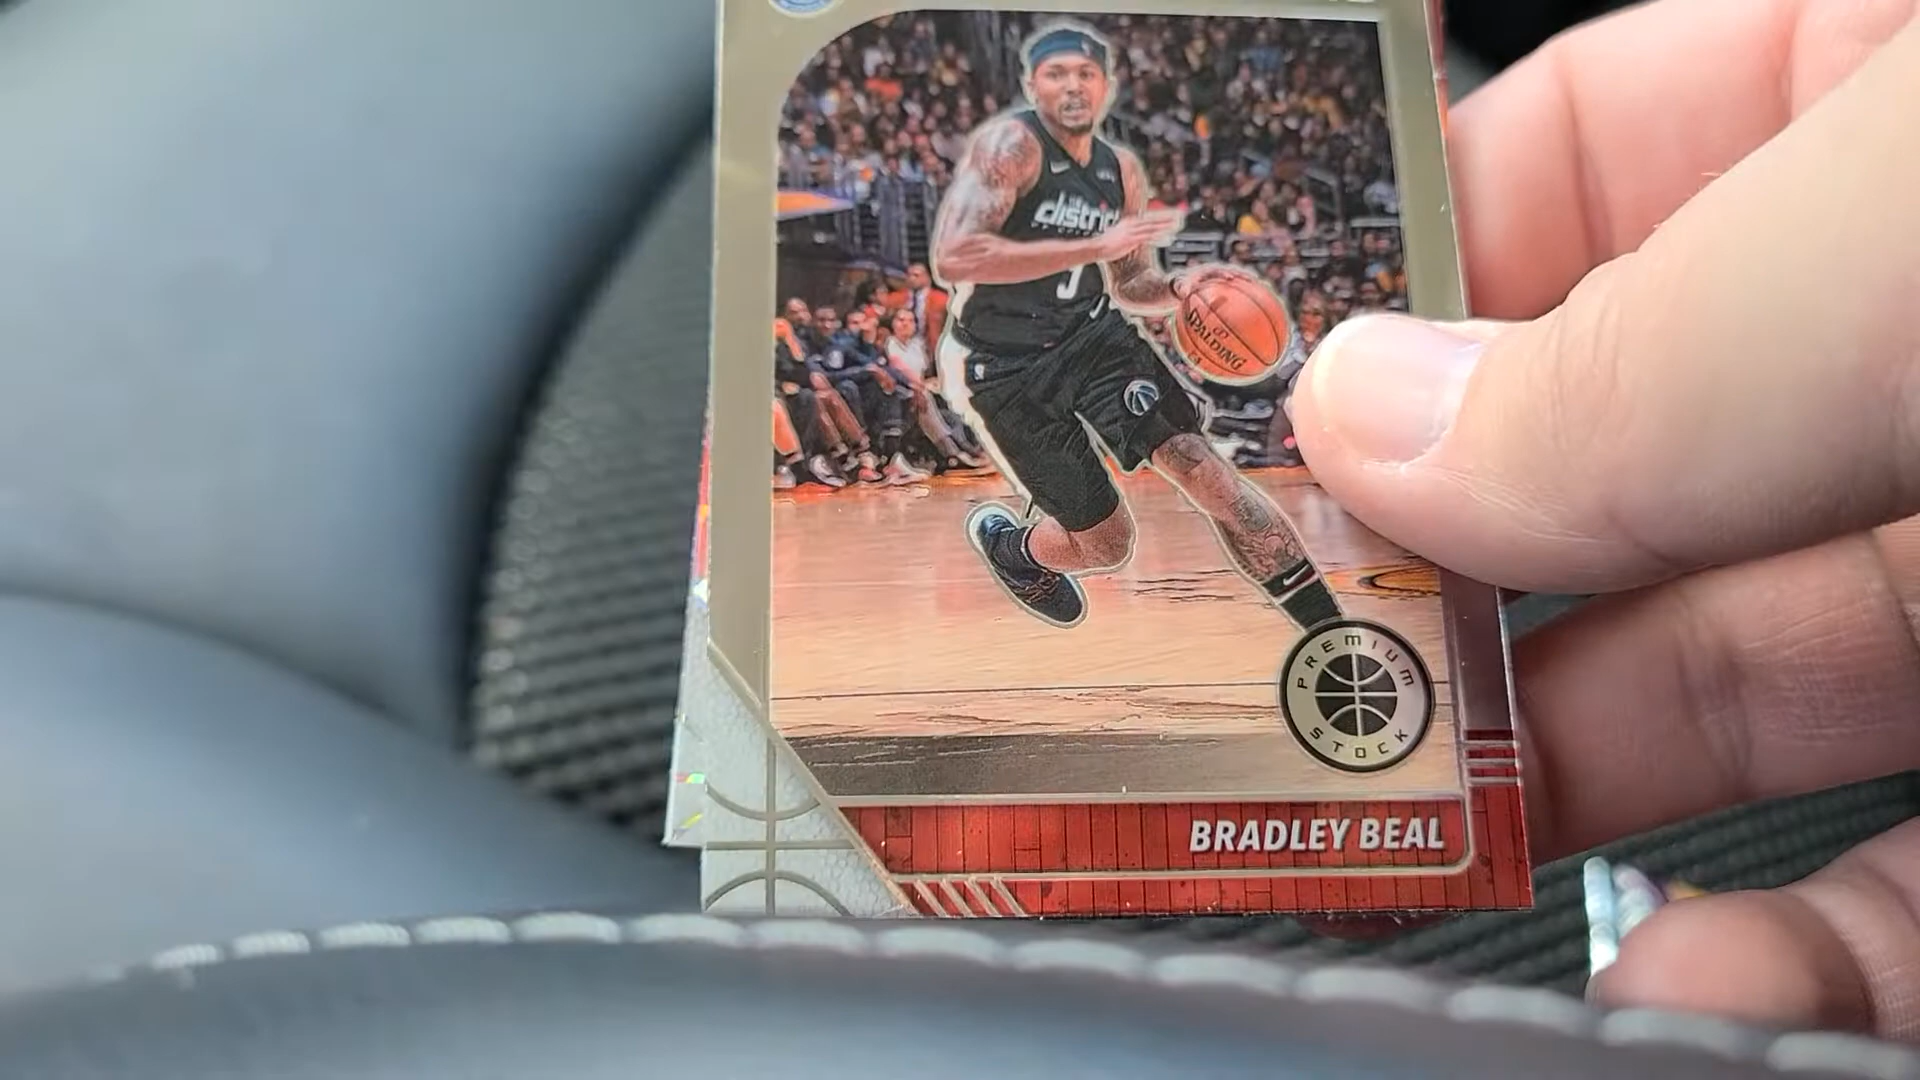 district
SPALDING
PREMIUM
STOCK
BRADLEY BEAL